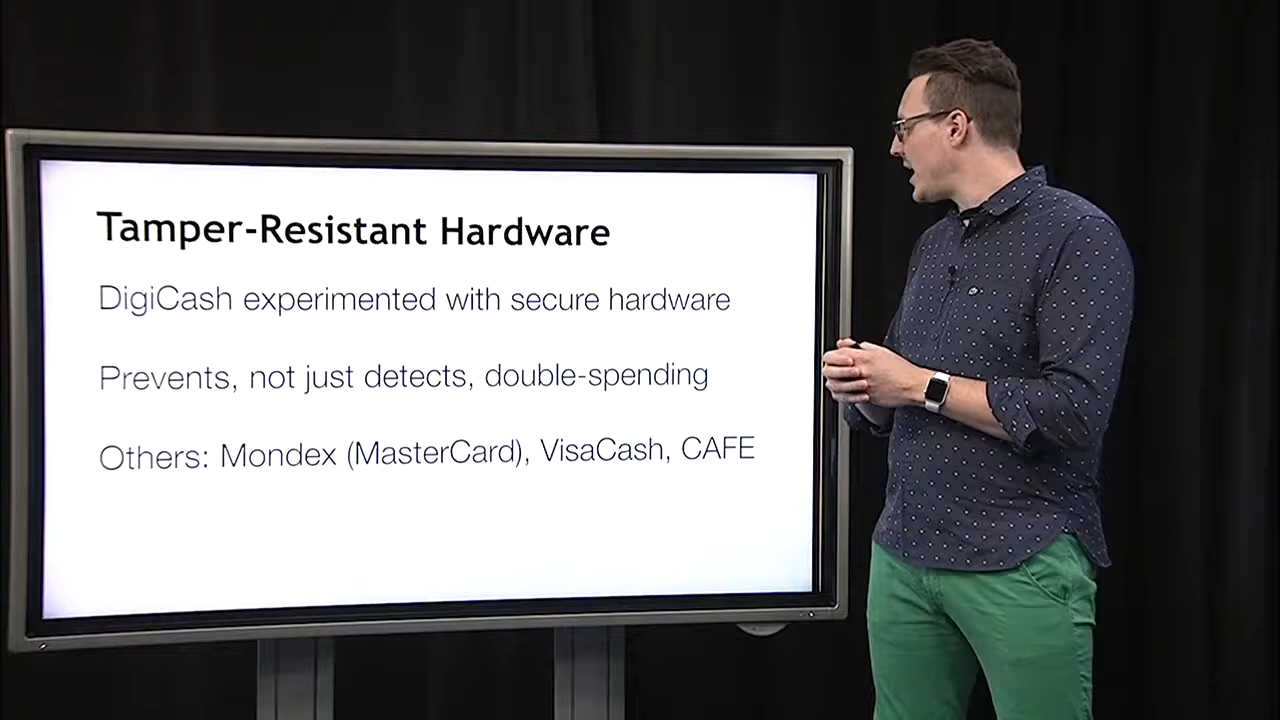 Tamper-Resistant Hardware
DigiCash experimented with secure hardware
Prevents, not just detects, double-spending
Others: Mondex (MasterCard), VisaCash, CAFE